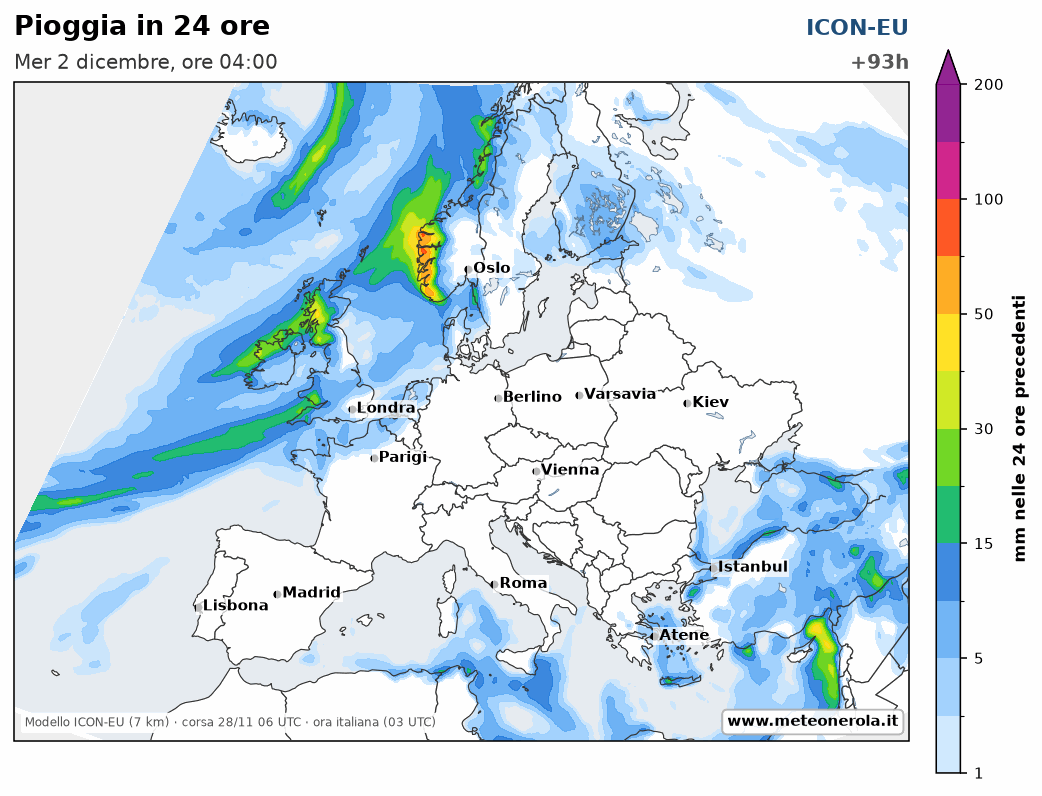 Pioggia in 24 ore
ICON-EU
Mer 2 dicembre, ore 04:00
+93h
200
100
50
30
15
5
1
mm nelle 24 ore precedenti
Oslo
Londra
Berlino
Varsavia
Kiev
Parigi
Vienna
Istanbul
Roma
Madrid
Lisbona
Atene
Modello ICON-EU (7 km) · corsa 28/11 06 UTC · ora italiana (03 UTC)
www.meteonerola.it